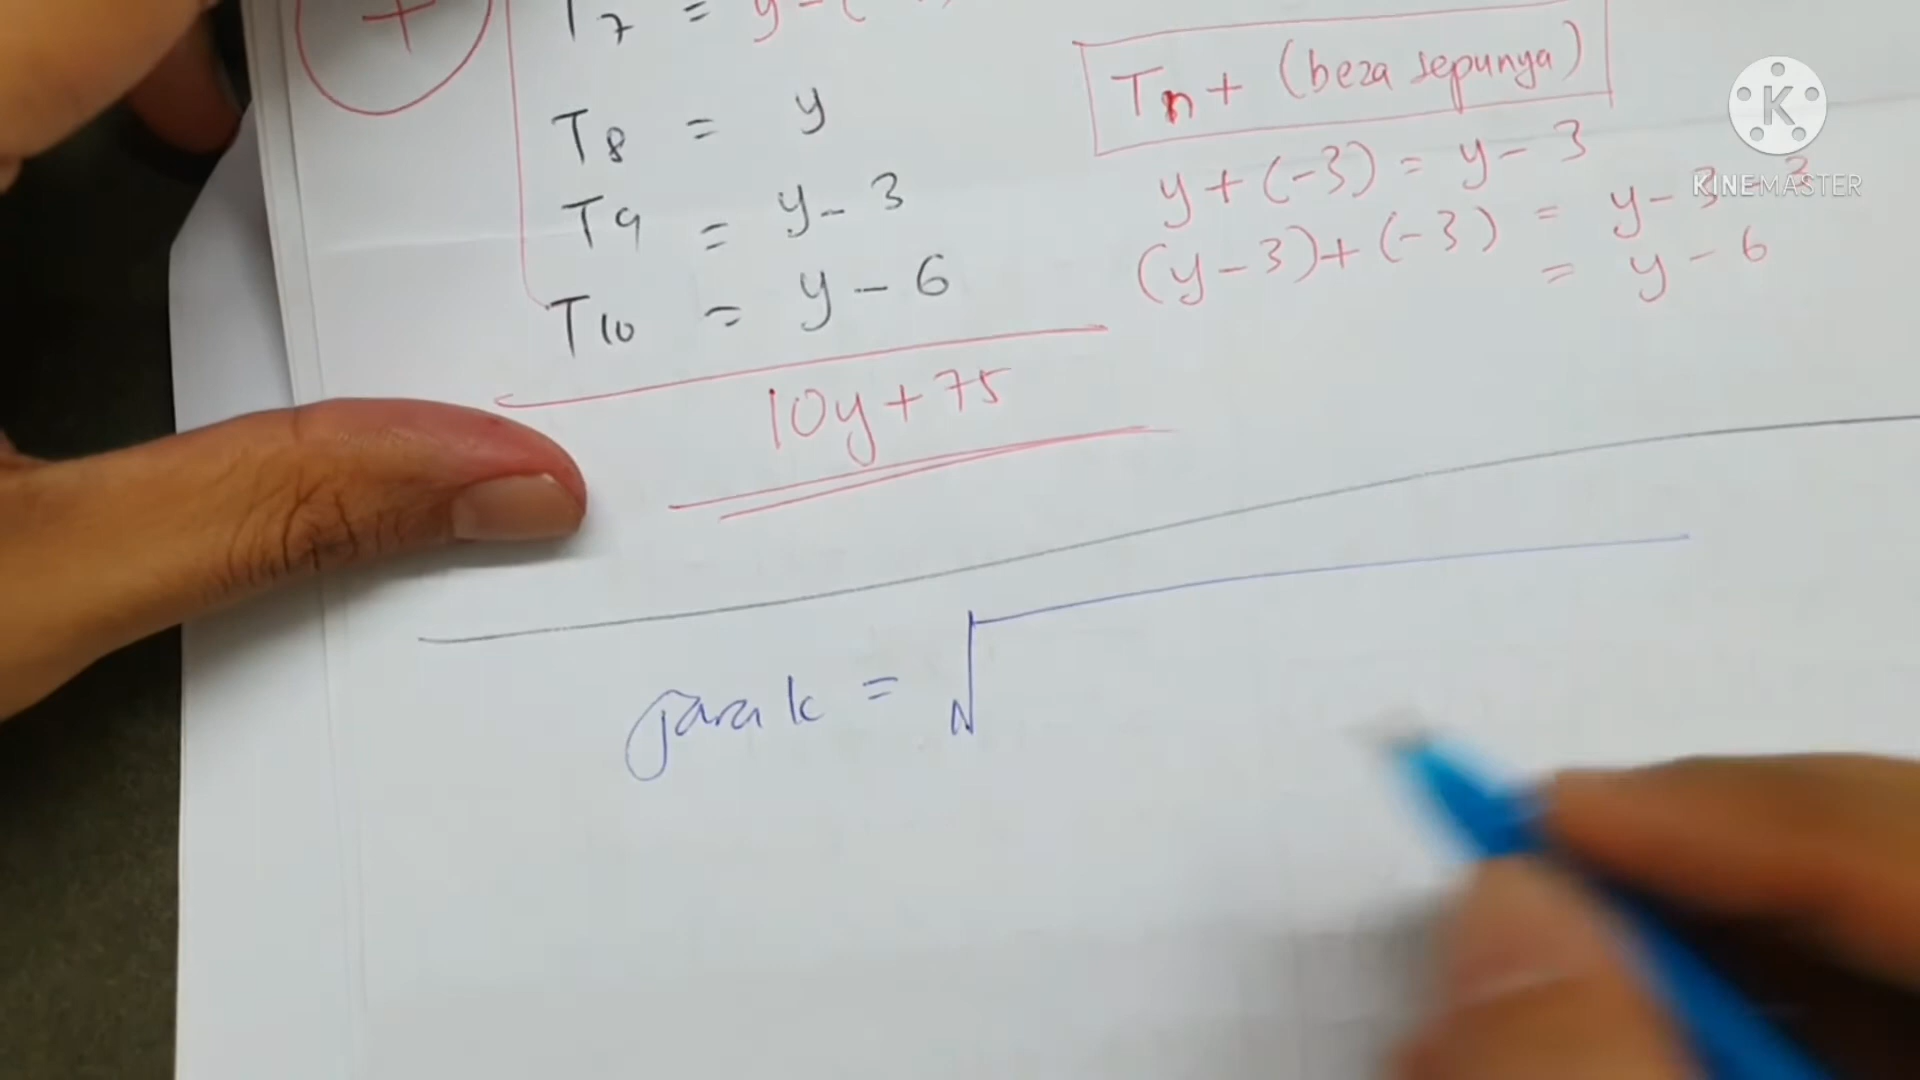 T7 = y - (
T8 = y
T9 = y - 3
T10 = y - 6
10y + 75
Tn + (beza sepunya)
y + (-3) = y - 3
(y - 3) + (-3) = y - 3 - 3
= y - 6
Jarak = √
K
KINEMASTER